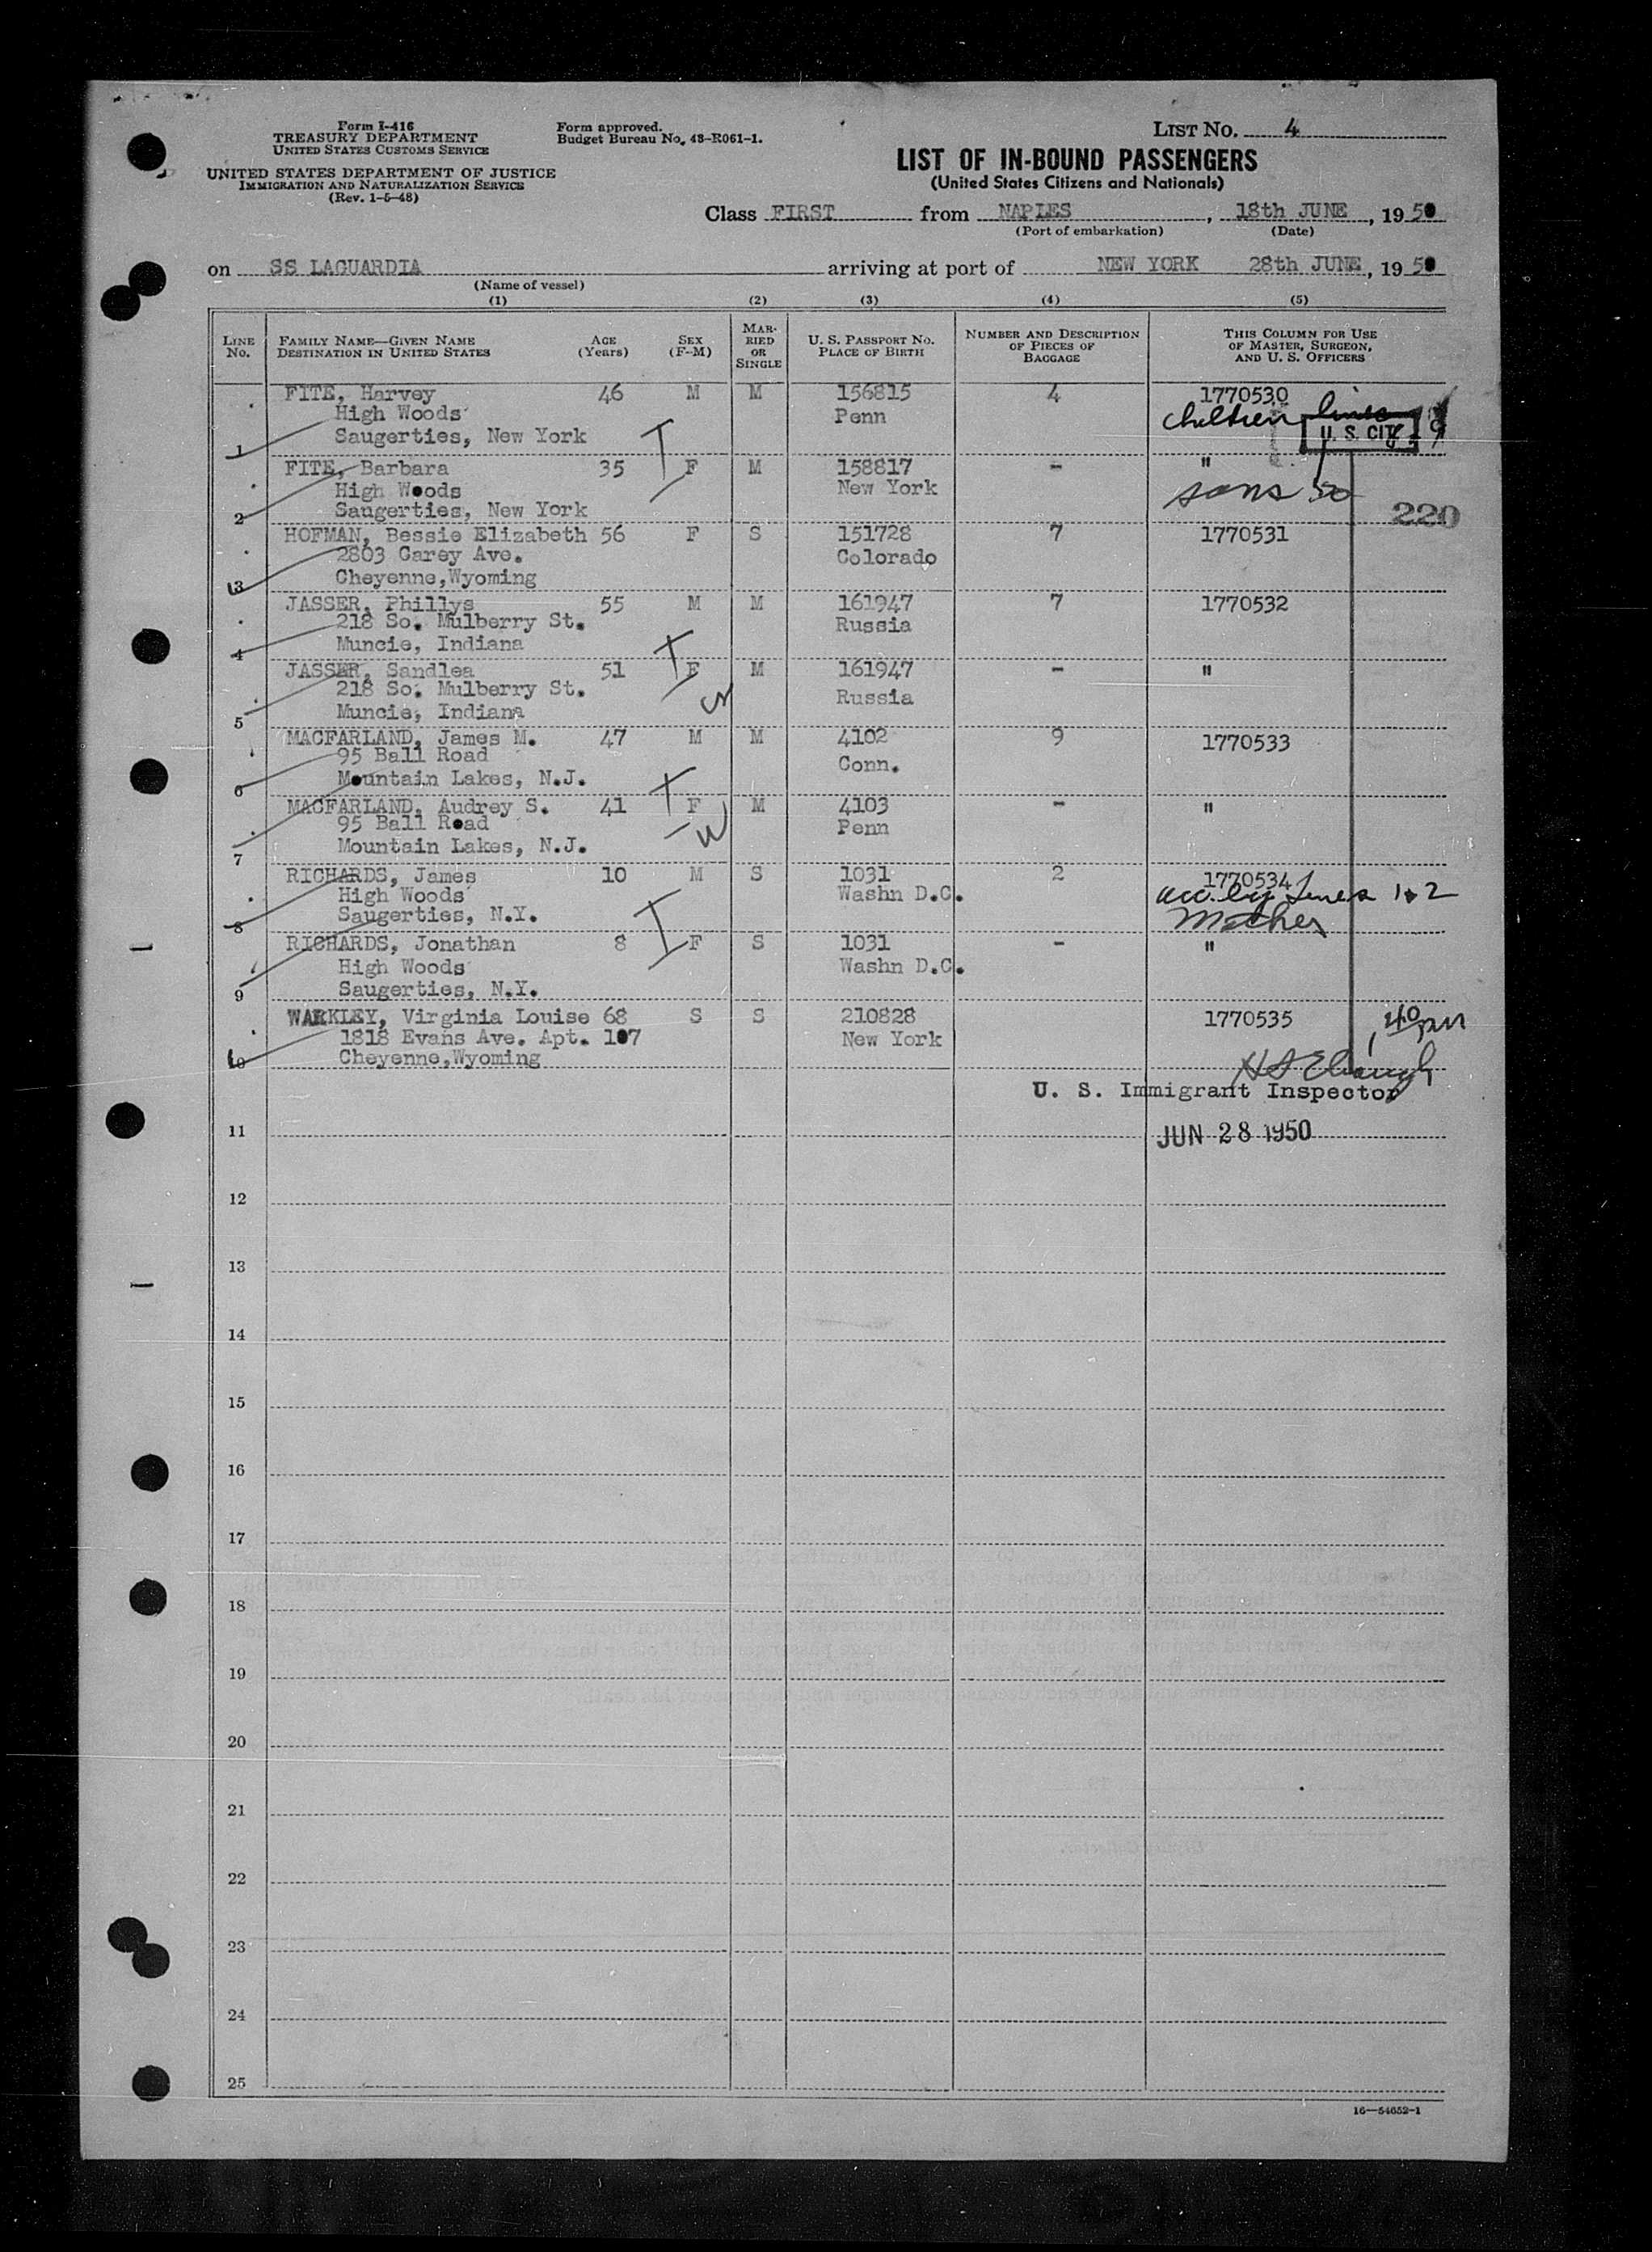 Form I-416
TREASURY DEPARTMENT
UNITED STATES CUSTOMS SERVICE
UNITED STATES DEPARTMENT OF JUSTICE
IMMIGRATION AND NATURALIZATION SERVICE
(Rev. 1-5-48)
Form approved.
Budget Bureau No. 43-R061-1.
LIST NO. 4
LIST OF IN-BOUND PASSENGERS
(United States Citizens and Nationals)
Class FIRST from NAPLES, 18th JUNE, 1950
(Port of embarkation) (Date)
on SS LAGUARDIA arriving at port of NEW YORK 28th JUNE, 1950
(Name of vessel)
(1) (2) (3) (4) (5)
LINE NO. FAMILY NAME—GIVEN NAME DESTINATION IN UNITED STATES AGE (Years) SEX (F-M) MARRIED OR SINGLE U. S. PASSPORT NO. PLACE OF BIRTH NUMBER AND DESCRIPTION OF PIECES OF BAGGAGE THIS COLUMN FOR USE OF MASTER, SURGEON, AND U. S. OFFICERS
FITE, Harvey 46 M M 156815 4 1770530
High Woods Penn Children lines
1 Saugerties, New York U. S. CIT
FITE, Barbara 35 F M 158817 - "
High Woods New York sons
2 Saugerties, New York 220
HOFMAN, Bessie Elizabeth 56 F S 151728 7 1770531
2803 Carey Ave. Colorado
3 Cheyenne,Wyoming
JASSER, Phillys 55 M M 161947 7 1770532
218 So. Mulberry St. Russia
4 Muncie, Indiana
JASSER, Sandlea 51 F M 161947 - "
218 So. Mulberry St. Russia
5 Muncie, Indiana
MACFARLAND, James M. 47 M M 4102 9 1770533
95 Ball Road Conn.
6 Mountain Lakes, N.J.
MACFARLAND, Audrey S. 41 F M 4103 - "
95 Ball Road Penn
7 Mountain Lakes, N.J.
RICHARDS, James 10 M S 1031 2 1770534
High Woods Washn D.C. acc. by Lines 1 & 2
8 Saugerties, N.Y. Mother
RICHARDS, Jonathan 8 F S 1031 - "
High Woods Washn D.C.
9 Saugerties, N.Y.
WARKLEY, Virginia Louise 68 S S 210828 1770535
1818 Evans Ave. Apt. 107 New York
10 Cheyenne,Wyoming
U. S. Immigrant Inspector
11 JUN 28 1950
12
13
14
15
16
17
18
19
20
21
22
23
24
25
16—54652-1